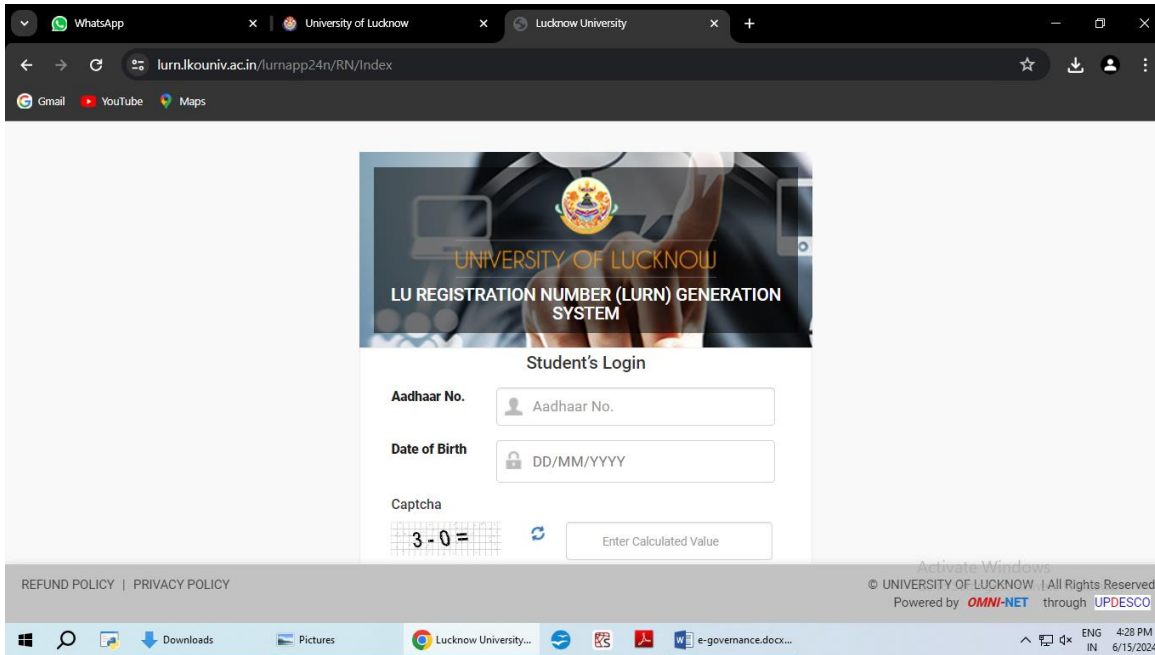 WhatsApp
University of Lucknow
Lucknow University
lurn.lkouniv.ac.in/lurnapp24n/RN/Index
Gmail
YouTube
Maps
UNIVERSITY OF LUCKNOW
LU REGISTRATION NUMBER (LURN) GENERATION
SYSTEM
Student's Login
Aadhaar No.
Aadhaar No.
Date of Birth
DD/MM/YYYY
Captcha
3 - 0 =
Enter Calculated Value
Activate Windows
REFUND POLICY | PRIVACY POLICY
© UNIVERSITY OF LUCKNOW | All Rights Reserved
Powered by OMNI-NET through UPDESCO
Downloads
Pictures
Lucknow University...
e-governance.docx...
ENG
IN
4:28 PM
6/15/2024